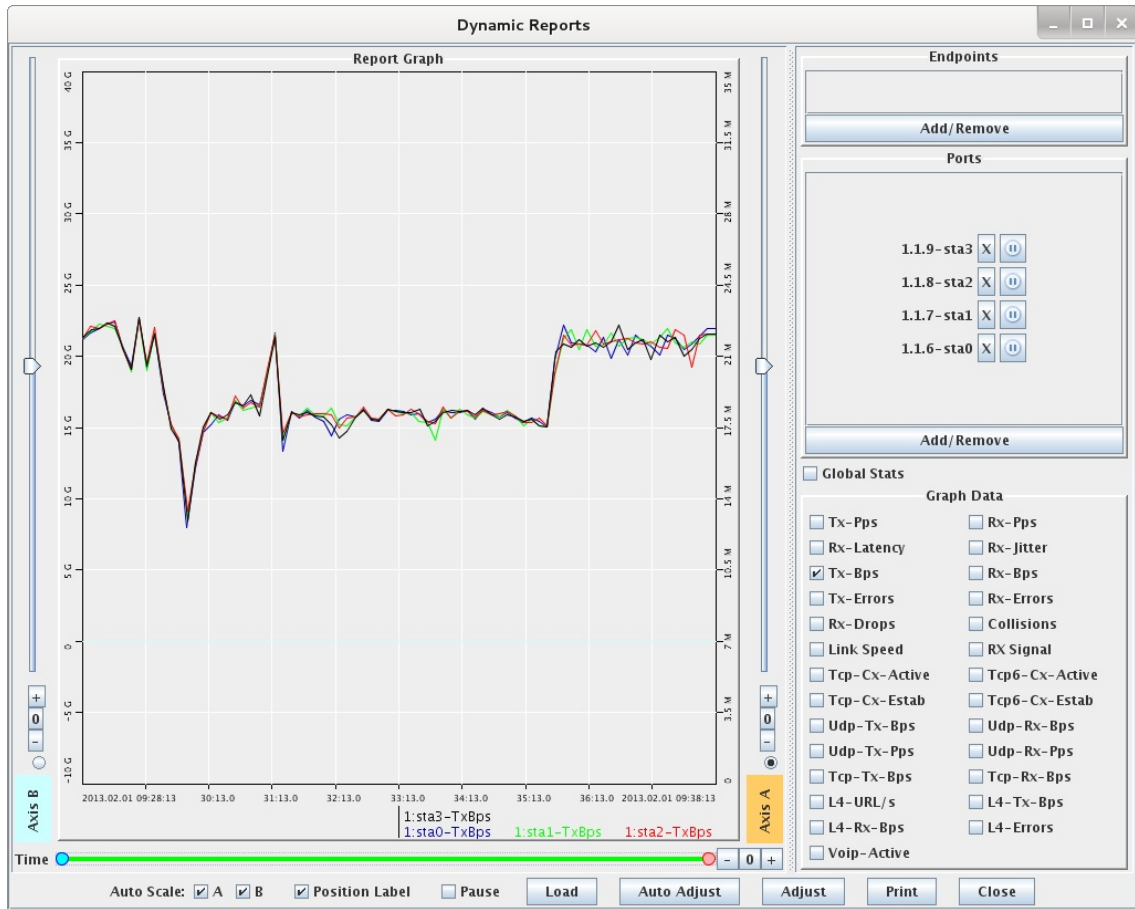 Dynamic Reports
Report Graph
40 G
35 G
30 G
25 G
20 G
15 G
10 G
5 G
0
-5 G
-10 G
35 M
31.5 M
28 M
24.5 M
21 M
17.5 M
14 M
10.5 M
7 M
3.5 M
0
2013.02.01 09:28:13 30:13.0 31:13.0 32:13.0 33:13.0 34:13.0 35:13.0 36:13.0 2013.02.01 09:38:13
1:sta3-TxBps
1:sta0-TxBps 1:sta1-TxBps 1:sta2-TxBps
+
0
-
Axis B
+
0
-
Axis A
Time - 0 +
Endpoints
Add/Remove
Ports
1.1.9-sta3 X
1.1.8-sta2 X
1.1.7-sta1 X
1.1.6-sta0 X
Add/Remove
Global Stats
Graph Data
Tx-Pps Rx-Pps
Rx-Latency Rx-Jitter
Tx-Bps Rx-Bps
Tx-Errors Rx-Errors
Rx-Drops Collisions
Link Speed RX Signal
Tcp-Cx-Active Tcp6-Cx-Active
Tcp-Cx-Estab Tcp6-Cx-Estab
Udp-Tx-Bps Udp-Rx-Bps
Udp-Tx-Pps Udp-Rx-Pps
Tcp-Tx-Bps Tcp-Rx-Bps
L4-URL/s L4-Tx-Bps
L4-Rx-Bps L4-Errors
Voip-Active
Auto Scale: A B Position Label Pause Load Auto Adjust Adjust Print Close